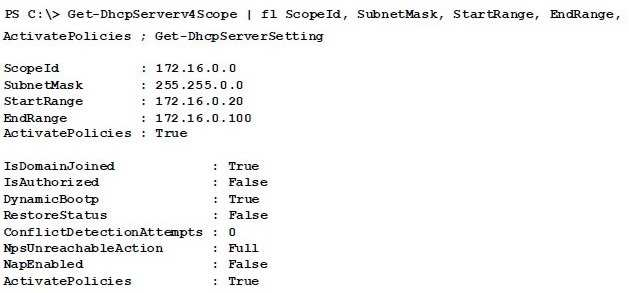 PS C:\> Get-DhcpServerv4Scope | fl ScopeId, SubnetMask, StartRange, EndRange,
ActivatePolicies ; Get-DhcpServerSetting
ScopeId : 172.16.0.0
SubnetMask : 255.255.0.0
StartRange : 172.16.0.20
EndRange : 172.16.0.100
ActivatePolicies : True
IsDomainJoined : True
IsAuthorized : False
DynamicBootp : True
RestoreStatus : False
ConflictDetectionAttempts : 0
NpsUnreachableAction : Full
NapEnabled : False
ActivatePolicies : True